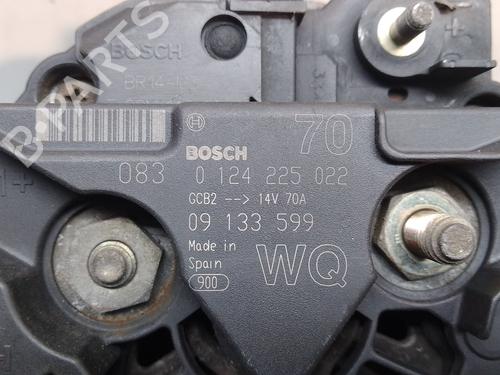 BOSCH
+
B-PARTS
70
BOSCH
083 0 124 225 022
GCB2 --> 14V 70A
09 133 599
Made in
Spain
WQ
900